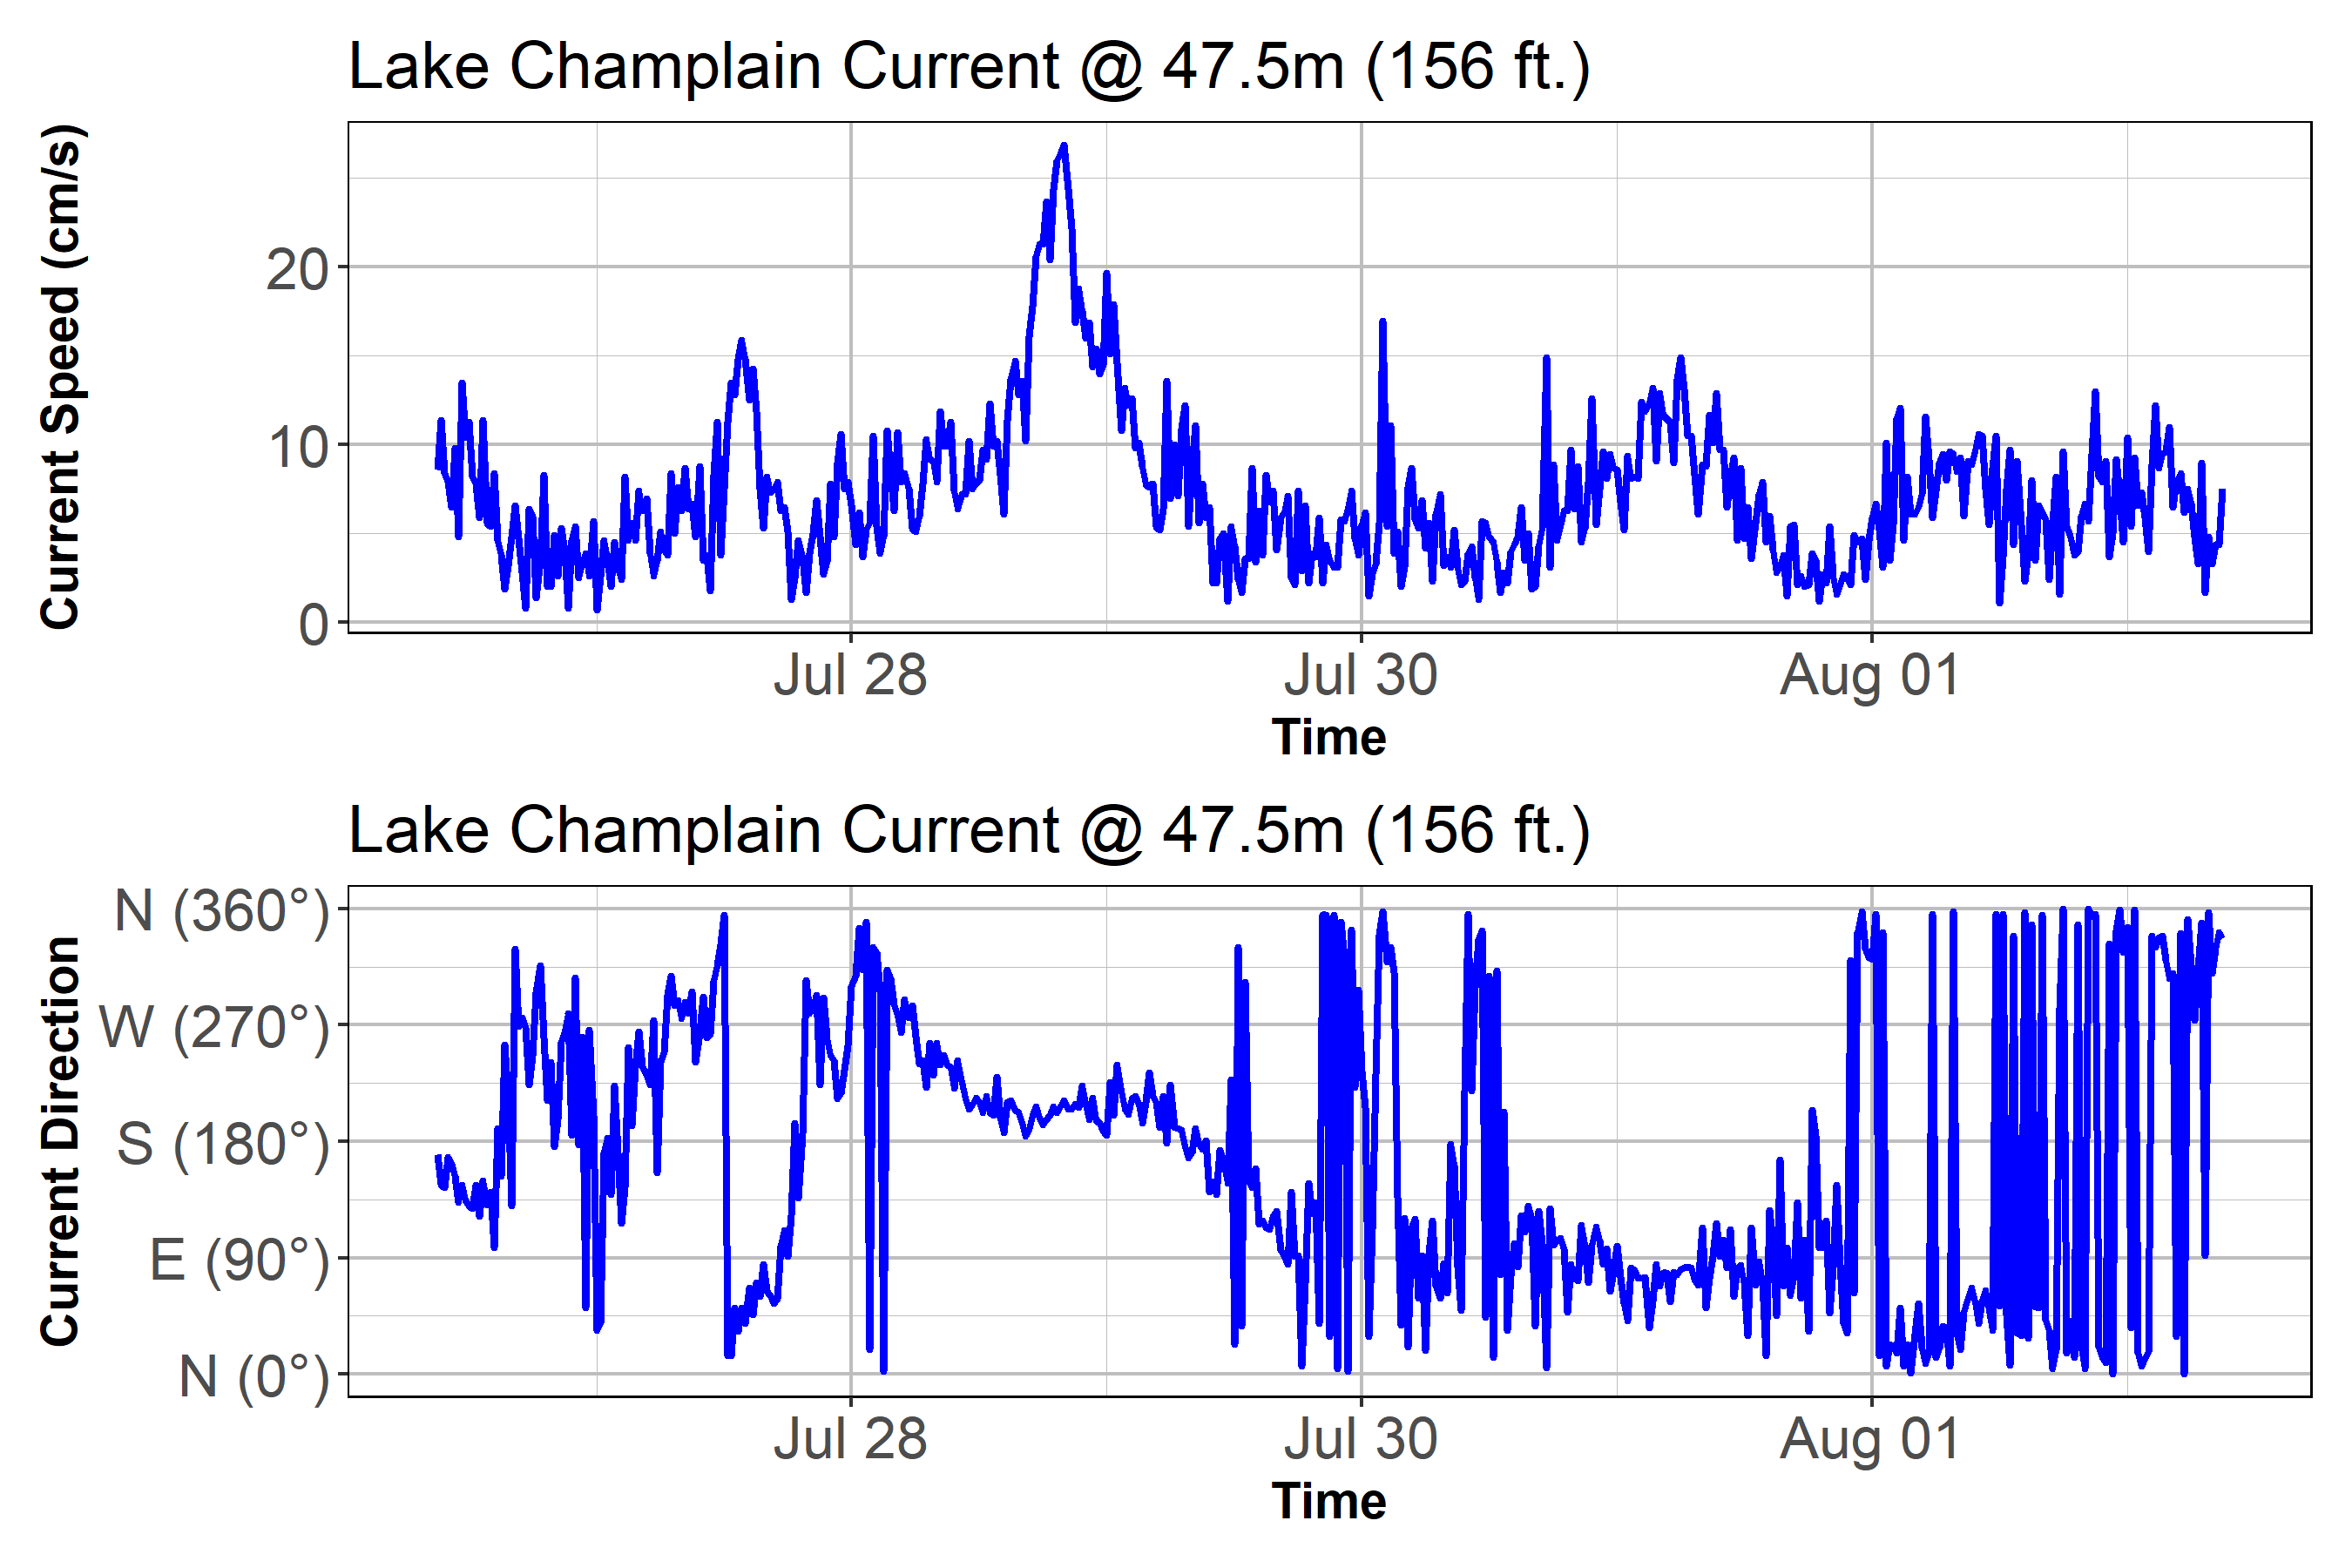 Lake Champlain Current @ 47.5m (156 ft.)
Current Speed (cm/s)
20
10
0
Jul 28 Jul 30 Aug 01
Time
Lake Champlain Current @ 47.5m (156 ft.)
Current Direction
N (360°)
W (270°)
S (180°)
E (90°)
N (0°)
Jul 28 Jul 30 Aug 01
Time